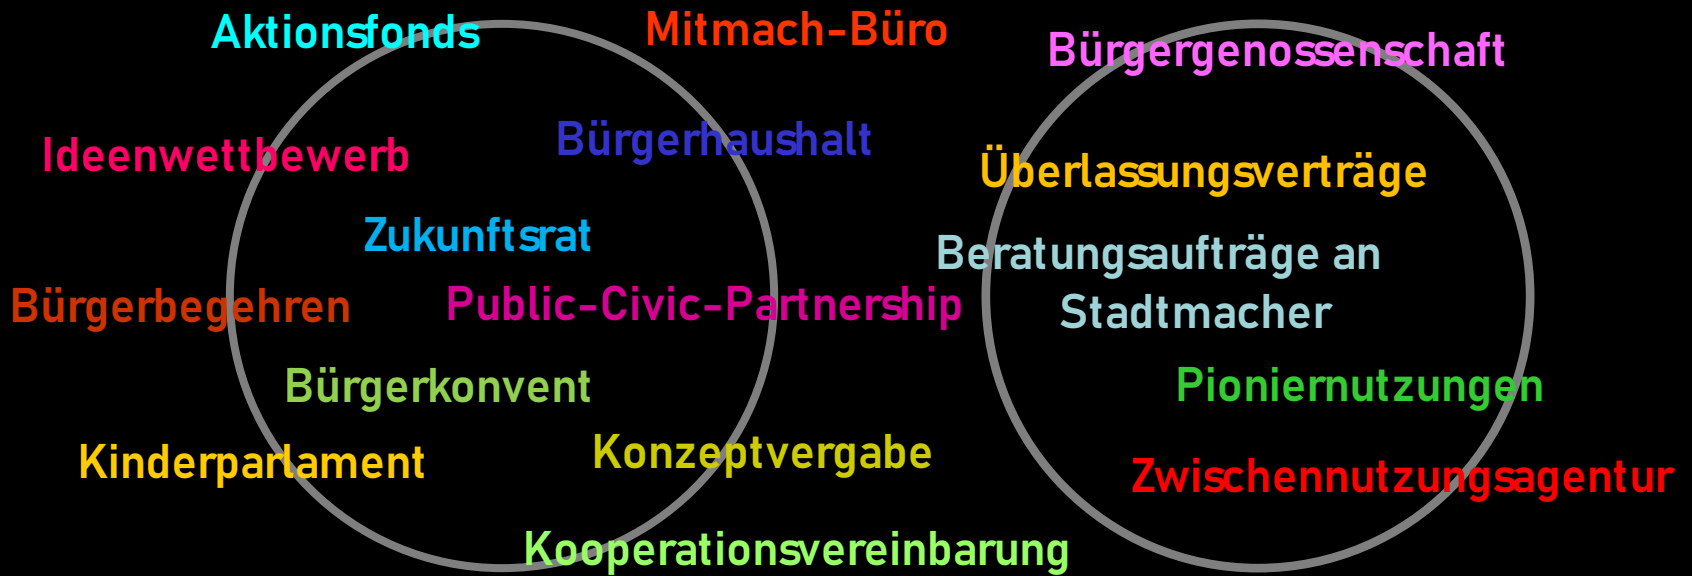 Aktionsfonds
Mitmach-Büro
Bürgergenossenschaft
Ideenwettbewerb
Bürgerhaushalt
Überlassungsverträge
Zukunftsrat
Beratungsaufträge an
Stadtmacher
Bürgerbegehren
Public-Civic-Partnership
Bürgerkonvent
Pioniernutzungen
Kinderparlament
Konzeptvergabe
Zwischennutzungsagentur
Kooperationsvereinbarung